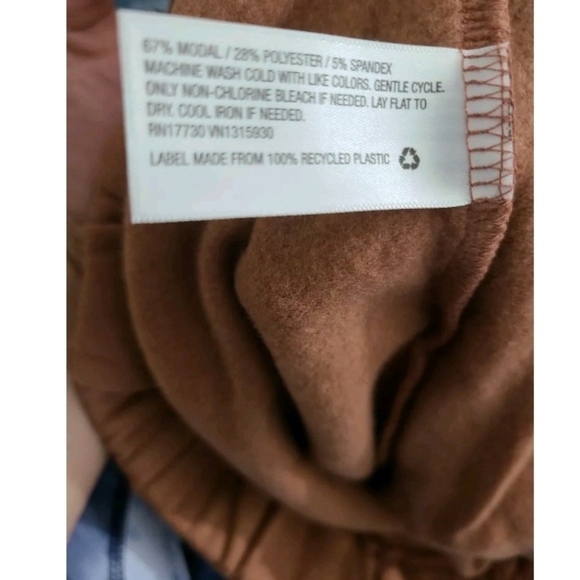 67% MODAL / 28% POLYESTER / 5% SPANDEX
MACHINE WASH COLD WITH LIKE COLORS. GENTLE CYCLE.
ONLY NON-CHLORINE BLEACH IF NEEDED. LAY FLAT TO
DRY. COOL IRON IF NEEDED.
RN17730 VN1315930
LABEL MADE FROM 100% RECYCLED PLASTIC